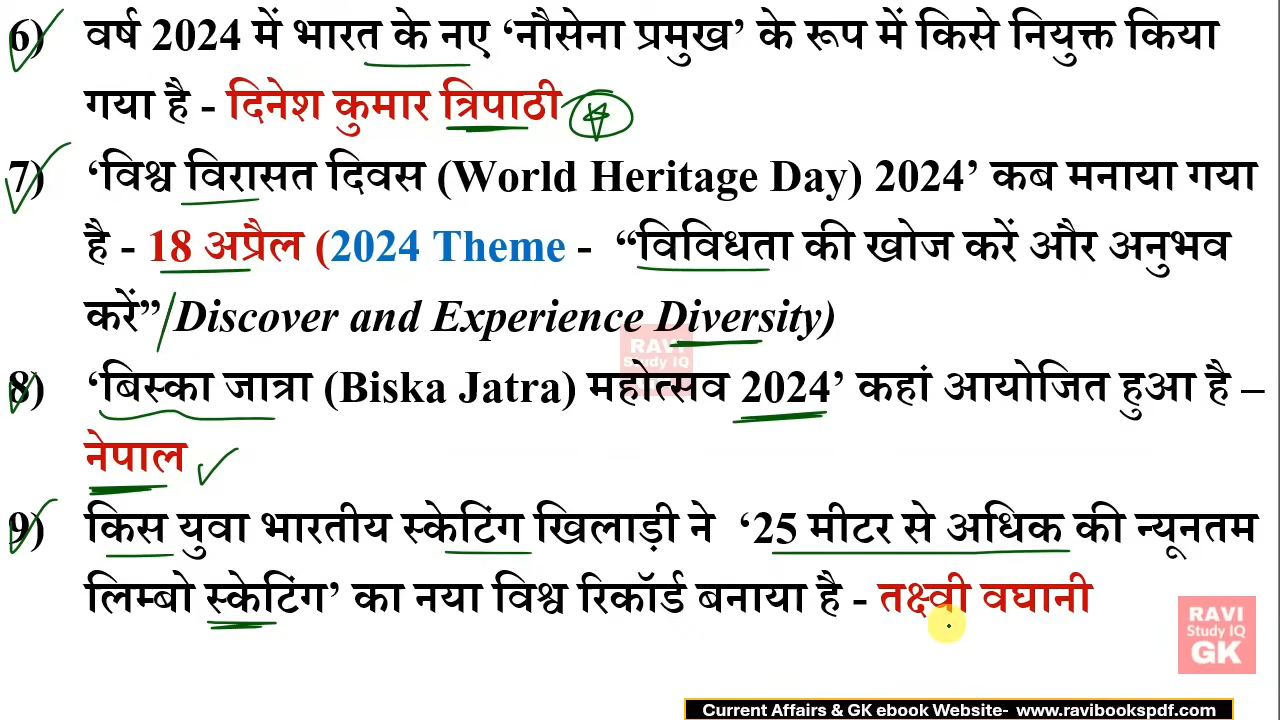 6) वर्ष 2024 में भारत के नए ‘नौसेना प्रमुख’ के रूप में किसे नियुक्त किया
गया है - दिनेश कुमार त्रिपाठी
7) ‘विश्व विरासत दिवस (World Heritage Day) 2024’ कब मनाया गया
है - 18 अप्रैल (2024 Theme - “विविधता की खोज करें और अनुभव
करें”/Discover and Experience Diversity)
RAVI
Study IQ
8) ‘बिस्का जात्रा (Biska Jatra) महोत्सव 2024’ कहां आयोजित हुआ है –
नेपाल
9) किस युवा भारतीय स्केटिंग खिलाड़ी ने ‘25 मीटर से अधिक की न्यूनतम
लिम्बो स्केटिंग’ का नया विश्व रिकॉर्ड बनाया है - तक्ष्वी वघानी
RAVI
Study IQ
GK
Current Affairs & GK ebook Website- www.ravibookspdf.com